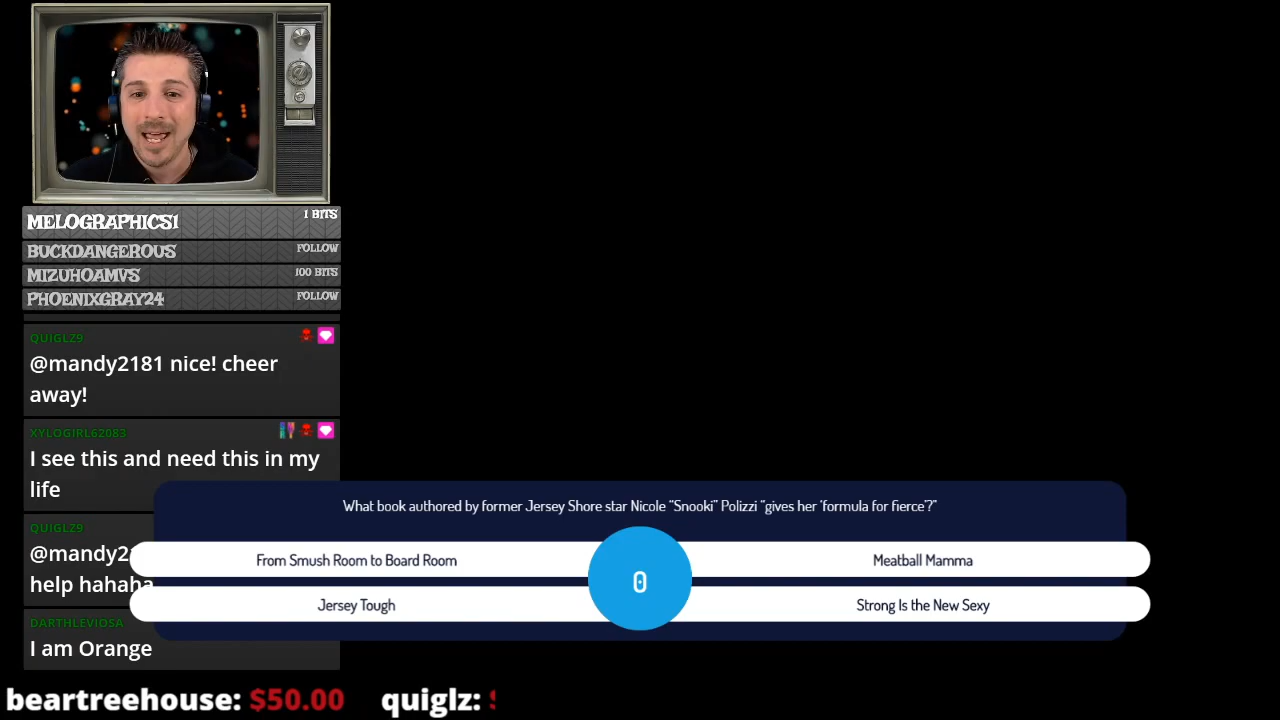 MELOGRAPHICS1 1 BITS
BUCKDANGEROUS FOLLOW
MIZUHOAMVS 100 BITS
PHOENIXGRAY24 FOLLOW
QUIGLZ9
@mandy2181 nice! cheer
away!
XYLOGIRL62083
I see this and need this in my
life
QUIGLZ9
@mandy2
help hahaha
DARTHLEVIOSA
I am Orange
What book authored by former Jersey Shore star Nicole “Snooki” Polizzi “gives her ‘formula for fierce’?”
From Smush Room to Board Room
Meatball Mamma
0
Jersey Tough
Strong Is the New Sexy
beartreehouse: $50.00 quiglz: